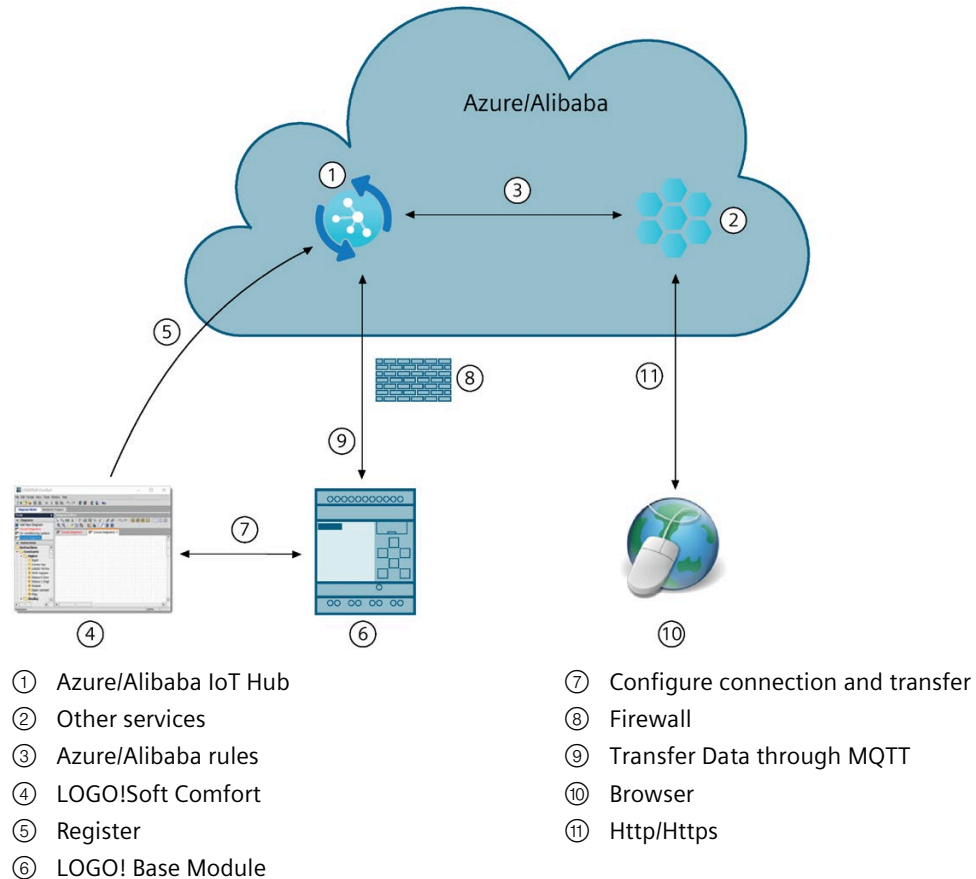 Azure/Alibaba
①
③
②
⑤
⑧
⑪
⑨
⑦
④
⑥
⑩
① Azure/Alibaba IoT Hub
② Other services
③ Azure/Alibaba rules
④ LOGO!Soft Comfort
⑤ Register
⑥ LOGO! Base Module
⑦ Configure connection and transfer
⑧ Firewall
⑨ Transfer Data through MQTT
⑩ Browser
⑪ Http/Https